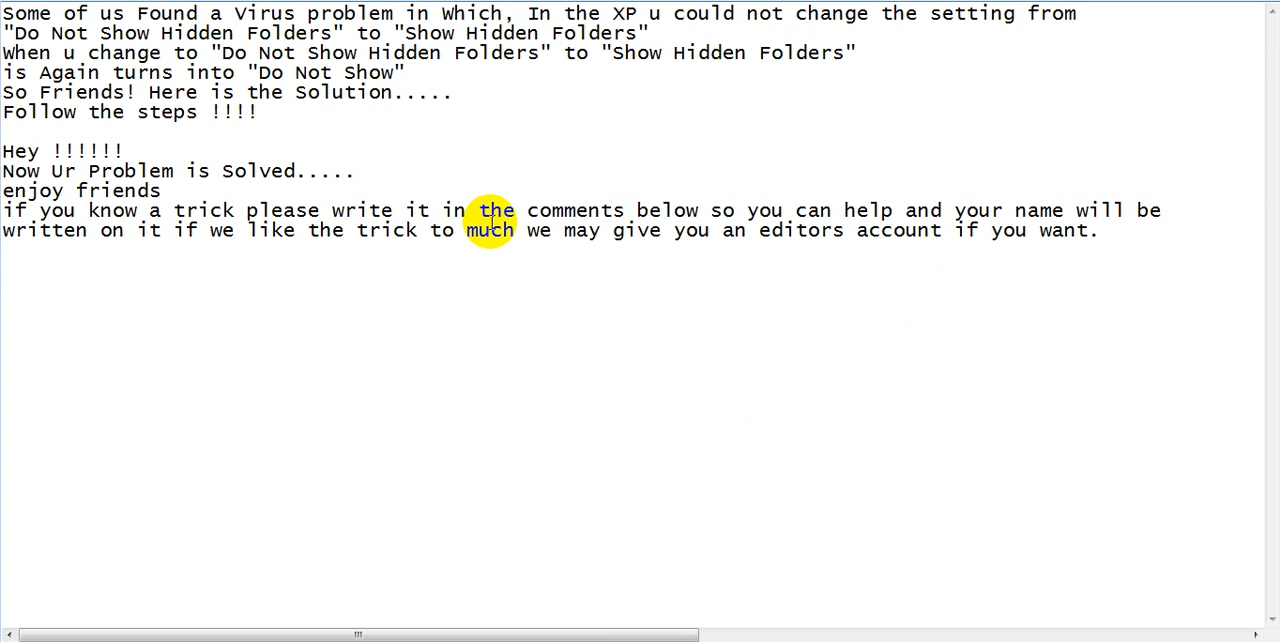 Some of us Found a Virus problem in Which, In the XP u could not change the setting from
"Do Not Show Hidden Folders" to "Show Hidden Folders"
When u change to "Do Not Show Hidden Folders" to "Show Hidden Folders"
is Again turns into "Do Not Show"
So Friends! Here is the Solution.....
Follow the steps !!!!
Hey !!!!!!
Now Ur Problem is Solved.....
enjoy friends
if you know a trick please write it in the comments below so you can help and your name will be
written on it if we like the trick to much we may give you an editors account if you want.